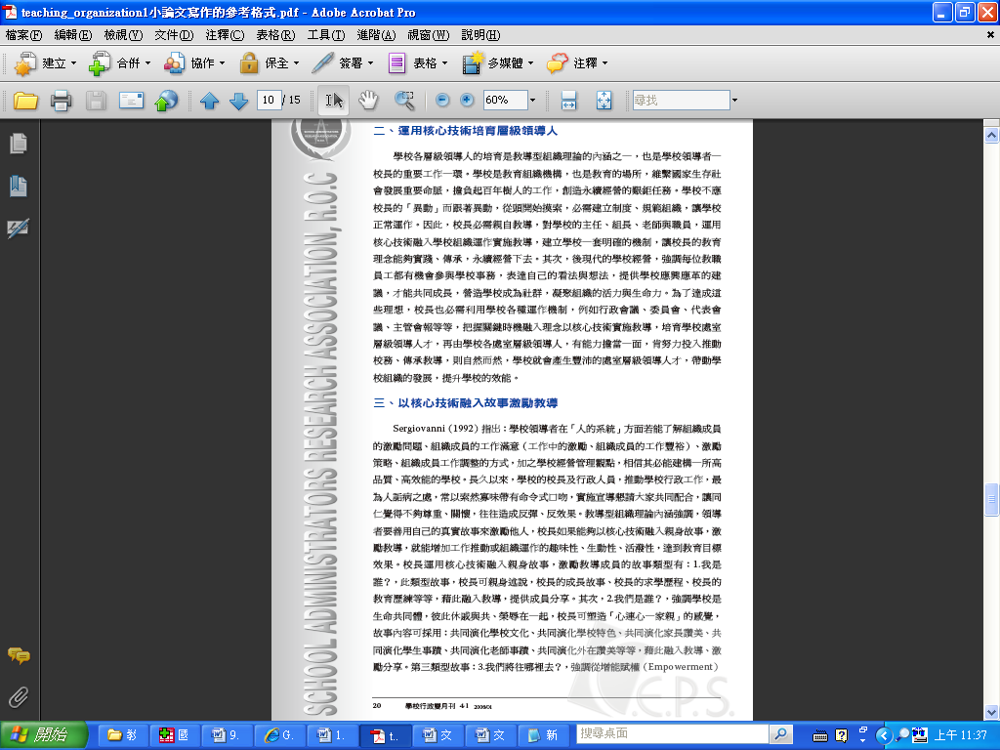 teaching_organization1小論文寫作的參考格式.pdf - Adobe Acrobat Pro
檔案(F) 編輯(E) 檢視(V) 文件(D) 注釋(C) 表格(R) 工具(T) 進階(A) 視窗(W) 說明(H)
建立 合併 協作 保全 簽署 表格 多媒體 注釋
10 / 15 60% 尋找
SCHOOL ADMINISTRATORS RESEARCH ASSOCIATION, R.O.C
二、運用核心技術培育層級領導人
學校各層級領導人的培育是教導型組織理論的內涵之一，也是學校領導者—
校長的重要工作一環。學校是教育組織機構，也是教育的場所，維繫國家生存社
會發展重要命脈，擔負起百年樹人的工作，創造永續經營的艱鉅任務。學校不應
校長的「異動」而跟著異動，從頭開始摸索，必需建立制度、規範組織，讓學校
正常運作。因此，校長必需親自教導，對學校的主任、組長、老師與職員，運用
核心技術融入學校組織運作實施教導，建立學校一套明確的機制，讓校長的教育
理念能夠實踐、傳承，永續經營下去。其次，後現代的學校經營，強調每位教職
員工都有機會參與學校事務，表達自己的看法與想法，提供學校應興應革的建
議，才能共同成長，營造學校成為社群，凝聚組織的活力與生命力。為了達成這
些理想，校長也必需利用學校各種運作機制，例如行政會議、委員會、代表會
議、主管會報等等，把握關鍵時機融入理念以核心技術實施教導，培育學校處室
層級領導人才，再由學校各處室層級領導人，有能力擔當一面，肯努力投入推動
校務、傳承教導，則自然而然，學校就會產生豐沛的處室層級領導人才，帶動學
校組織的發展，提升學校的效能。
三、以核心技術融入故事激勵教導
Sergiovanni（1992）指出：學校領導者在「人的系統」方面若能了解組織成員
的激勵問題、組織成員的工作滿意（工作中的激勵、組織成員的工作豐裕）、激勵
策略、組織成員工作調整的方式，加之學校經營管理觀點，相信其必能建構一所高
品質、高效能的學校。長久以來，學校的校長及行政人員，推動學校行政工作，最
為人詬病之處，常以索然寡味帶有命令式口吻，實施宣導懇請大家共同配合，讓同
仁覺得不夠尊重、關懷，往往造成反彈、反效果。教導型組織理論內涵強調，領導
者要善用自己的真實故事來激勵他人，校長如果能夠以核心技術融入親身故事，激
勵教導，就能增加工作推動或組織運作的趣味性、生動性、活潑性，達到教育目標
效果。校長運用核心技術融入親身故事，激勵教導成員的故事類型有：1.我是
誰？，此類型故事，校長可親身述說，校長的成長故事、校長的求學歷程、校長的
教育歷練等等，藉此融入教導，提供成員分享。其次，2.我們是誰？，強調學校是
生命共同體，彼此休戚與共、榮辱在一起，校長可塑造「心連心一家親」的感覺，
故事內容可採用：共同演化學校文化、共同演化學校特色、共同演化家長讚美、共
同演化學生事蹟、共同演化老師事蹟、共同演化外在讚美等等，藉此融入教導、激
勵分享。第三類型故事：3.我們將往哪裡去？，強調從增能賦權（Empowerment）
20 學校行政雙月刊 41 2006/01
C.E.P.S.
開始 彰 國 9. G. 1. t.. 文 文 新 搜尋桌面 上午 11:37